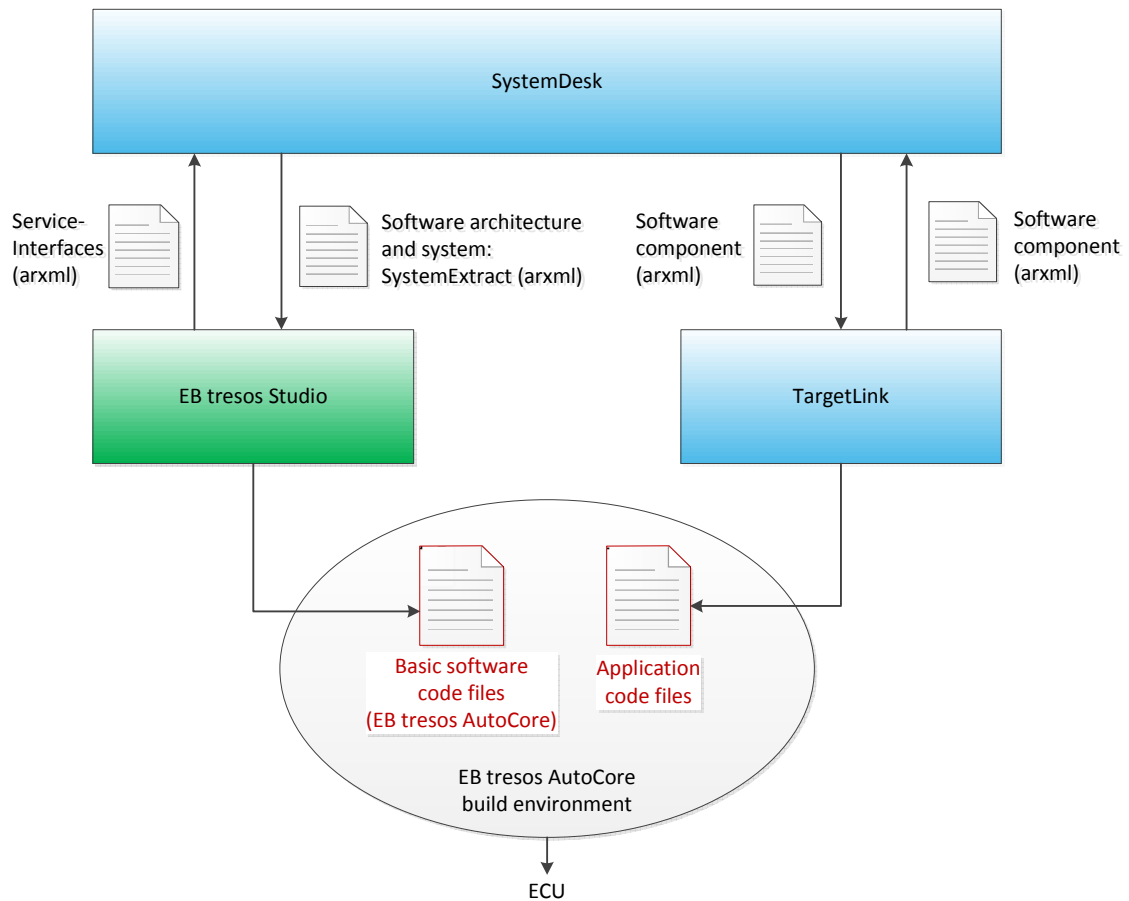 SystemDesk
Service-
Interfaces
(arxml)
Software architecture
and system:
SystemExtract (arxml)
Software
component
(arxml)
Software
component
(arxml)
EB tresos Studio
TargetLink
Basic software
code files
(EB tresos AutoCore)
Application
code files
EB tresos AutoCore
build environment
ECU